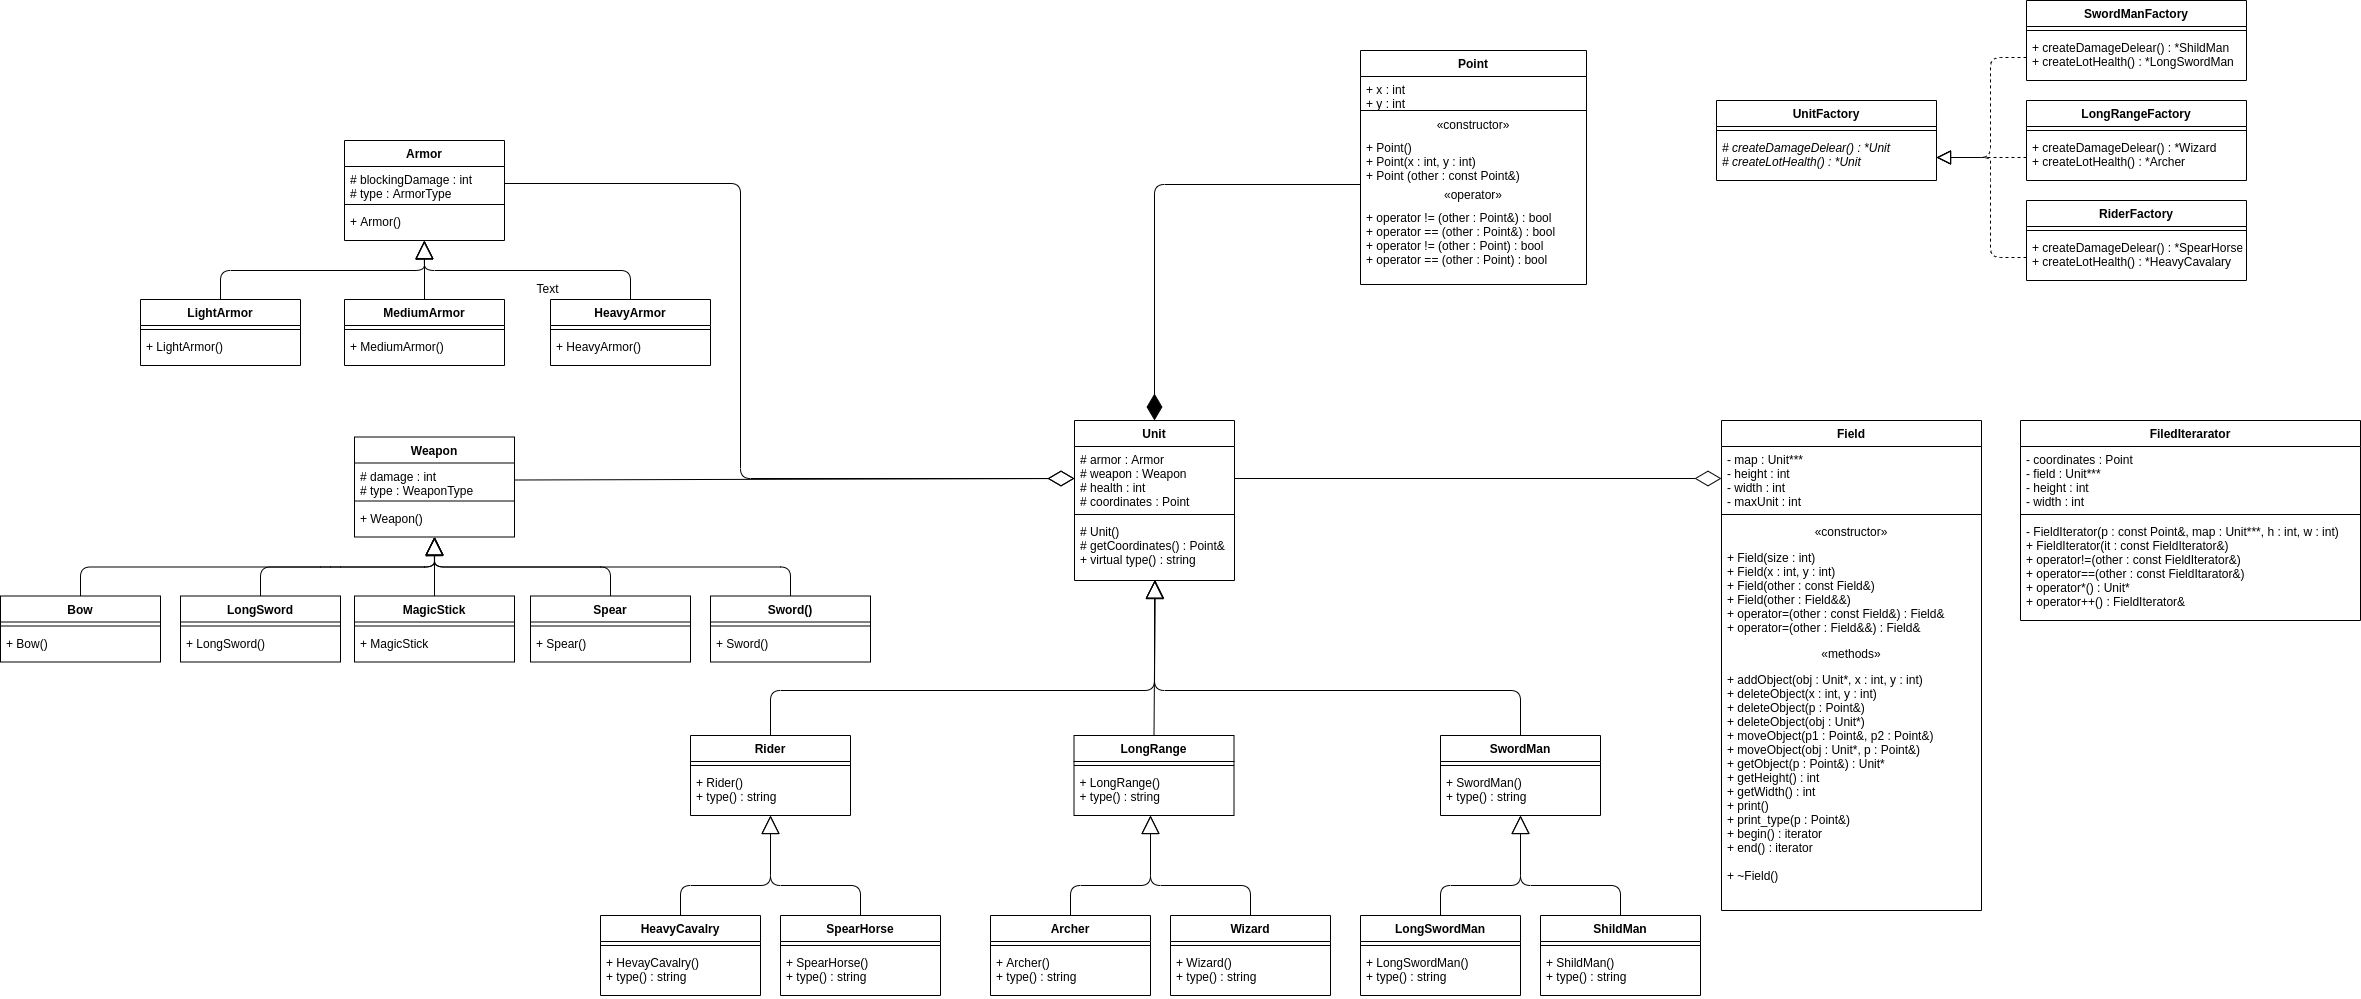 SwordManFactory
+ createDamageDelear() : *ShildMan
+ createLotHealth() : *LongSwordMan
Point
+ x : int
+ y : int
«constructor»
+ Point()
+ Point(x : int, y : int)
+ Point (other : const Point&)
«operator»
+ operator != (other : Point&) : bool
+ operator == (other : Point&) : bool
+ operator != (other : Point) : bool
+ operator == (other : Point) : bool
UnitFactory
# createDamageDelear() : *Unit
# createLotHealth() : *Unit
LongRangeFactory
+ createDamageDelear() : *Wizard
+ createLotHealth() : *Archer
RiderFactory
+ createDamageDelear() : *SpearHorse
+ createLotHealth() : *HeavyCavalary
Armor
# blockingDamage : int
# type : ArmorType
+ Armor()
Text
LightArmor
+ LightArmor()
MediumArmor
+ MediumArmor()
HeavyArmor
+ HeavyArmor()
Weapon
# damage : int
# type : WeaponType
+ Weapon()
Bow
+ Bow()
LongSword
+ LongSword()
MagicStick
+ MagicStick
Spear
+ Spear()
Sword()
+ Sword()
Unit
# armor : Armor
# weapon : Weapon
# health : int
# coordinates : Point
# Unit()
# getCoordinates() : Point&
+ virtual type() : string
Field
- map : Unit***
- height : int
- width : int
- maxUnit : int
«constructor»
+ Field(size : int)
+ Field(x : int, y : int)
+ Field(other : const Field&)
+ Field(other : Field&&)
+ operator=(other : const Field&) : Field&
+ operator=(other : Field&&) : Field&
«methods»
+ addObject(obj : Unit*, x : int, y : int)
+ deleteObject(x : int, y : int)
+ deleteObject(p : Point&)
+ deleteObject(obj : Unit*)
+ moveObject(p1 : Point&, p2 : Point&)
+ moveObject(obj : Unit*, p : Point&)
+ getObject(p : Point&) : Unit*
+ getHeight() : int
+ getWidth() : int
+ print()
+ print_type(p : Point&)
+ begin() : iterator
+ end() : iterator
+ ~Field()
FiledIterarator
- coordinates : Point
- field : Unit***
- height : int
- width : int
- FieldIterator(p : const Point&, map : Unit***, h : int, w : int)
+ FieldIterator(it : const FieldIterator&)
+ operator!=(other : const FieldIterator&)
+ operator==(other : const FieldItarator&)
+ operator*() : Unit*
+ operator++() : FieldIterator&
Rider
+ Rider()
+ type() : string
LongRange
+ LongRange()
+ type() : string
SwordMan
+ SwordMan()
+ type() : string
HeavyCavalry
+ HevayCavalry()
+ type() : string
SpearHorse
+ SpearHorse()
+ type() : string
Archer
+ Archer()
+ type() : string
Wizard
+ Wizard()
+ type() : string
LongSwordMan
+ LongSwordMan()
+ type() : string
ShildMan
+ ShildMan()
+ type() : string